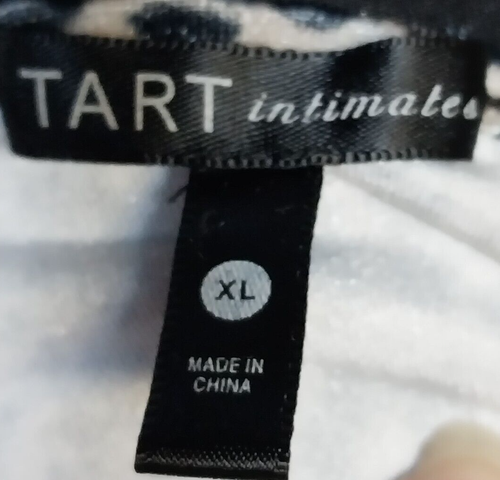 TART intimates
XL
MADE IN
CHINA